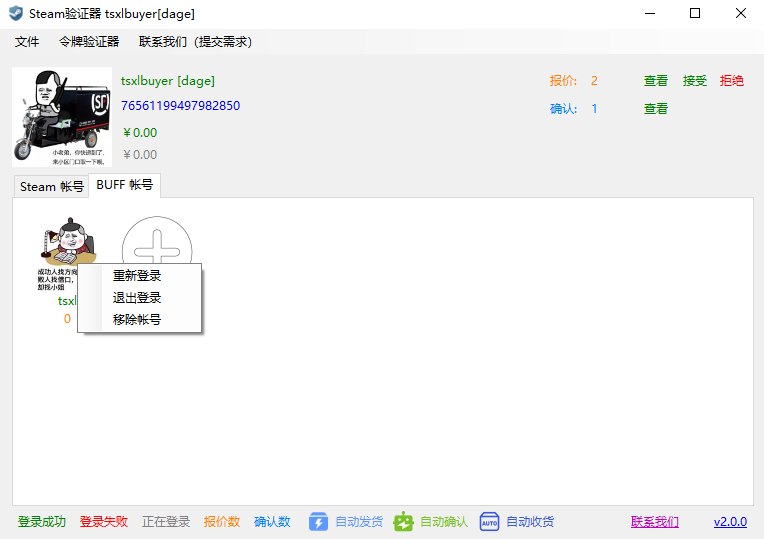 Steam验证器 tsxlbuyer[dage]
文件 令牌验证器 联系我们（提交需求）
tsxlbuyer [dage]
报价: 2 查看 接受 拒绝
76561199497982850
确认: 1 查看
￥0.00
￥0.00
小老弟，你快递到了，
来小区门口取一下哦。
Steam 帐号 BUFF 帐号
成功人找方向
败人找借口,
却找小姐
tsxl
0
重新登录
退出登录
移除帐号
登录成功 登录失败 正在登录 报价数 确认数 自动发货 自动确认 AUTO 自动收货 联系我们 v2.0.0